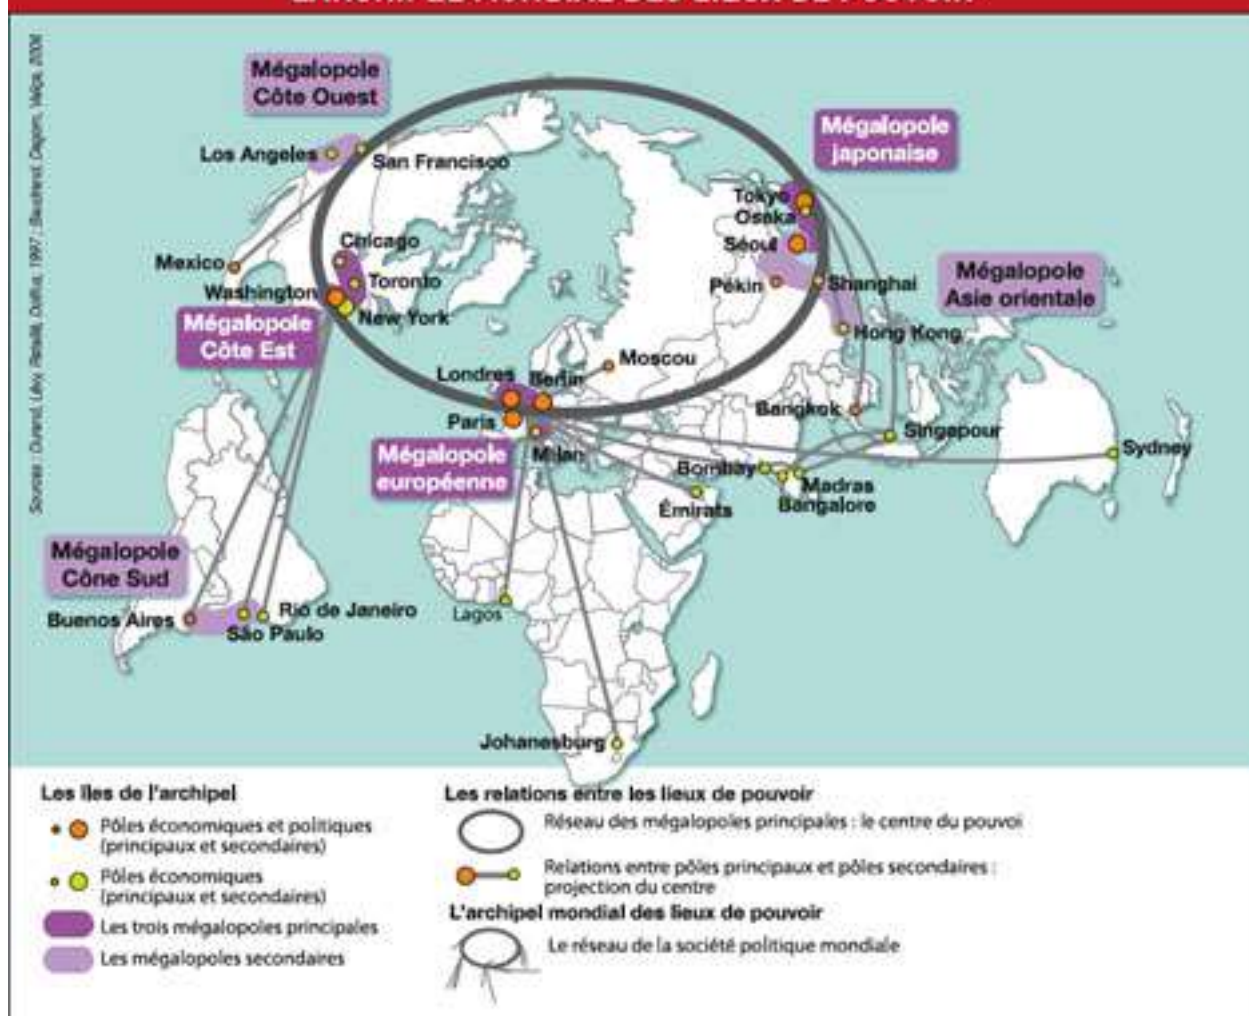 Mégalopole
Côte Ouest
Los Angeles
San Francisco
Mégalopole
japonaise
Tokyo
Osaka
Séoul
Chicago
Mexico
Toronto
Washington
New York
Pékin
Shanghai
Mégalopole
Asie orientale
Mégalopole
Côte Est
Hong Kong
Moscou
Londres
Berlin
Paris
Bangkok
Singapour
Milan
Mégalopole
européenne
Bombay
Sydney
Madras
Bangalore
Émirats
Mégalopole
Cône Sud
Buenos Aires
Rio de Janeiro
São Paulo
Lagos
Johanesburg
Les îles de l'archipel
Pôles économiques et politiques
(principaux et secondaires)
Pôles économiques
(principaux et secondaires)
Les trois mégalopoles principales
Les mégalopoles secondaires
Les relations entre les lieux de pouvoir
Réseau des mégalopoles principales : le centre du pouvoi
Relations entre pôles principaux et pôles secondaires :
projection du centre
L'archipel mondial des lieux de pouvoir
Le réseau de la société politique mondiale